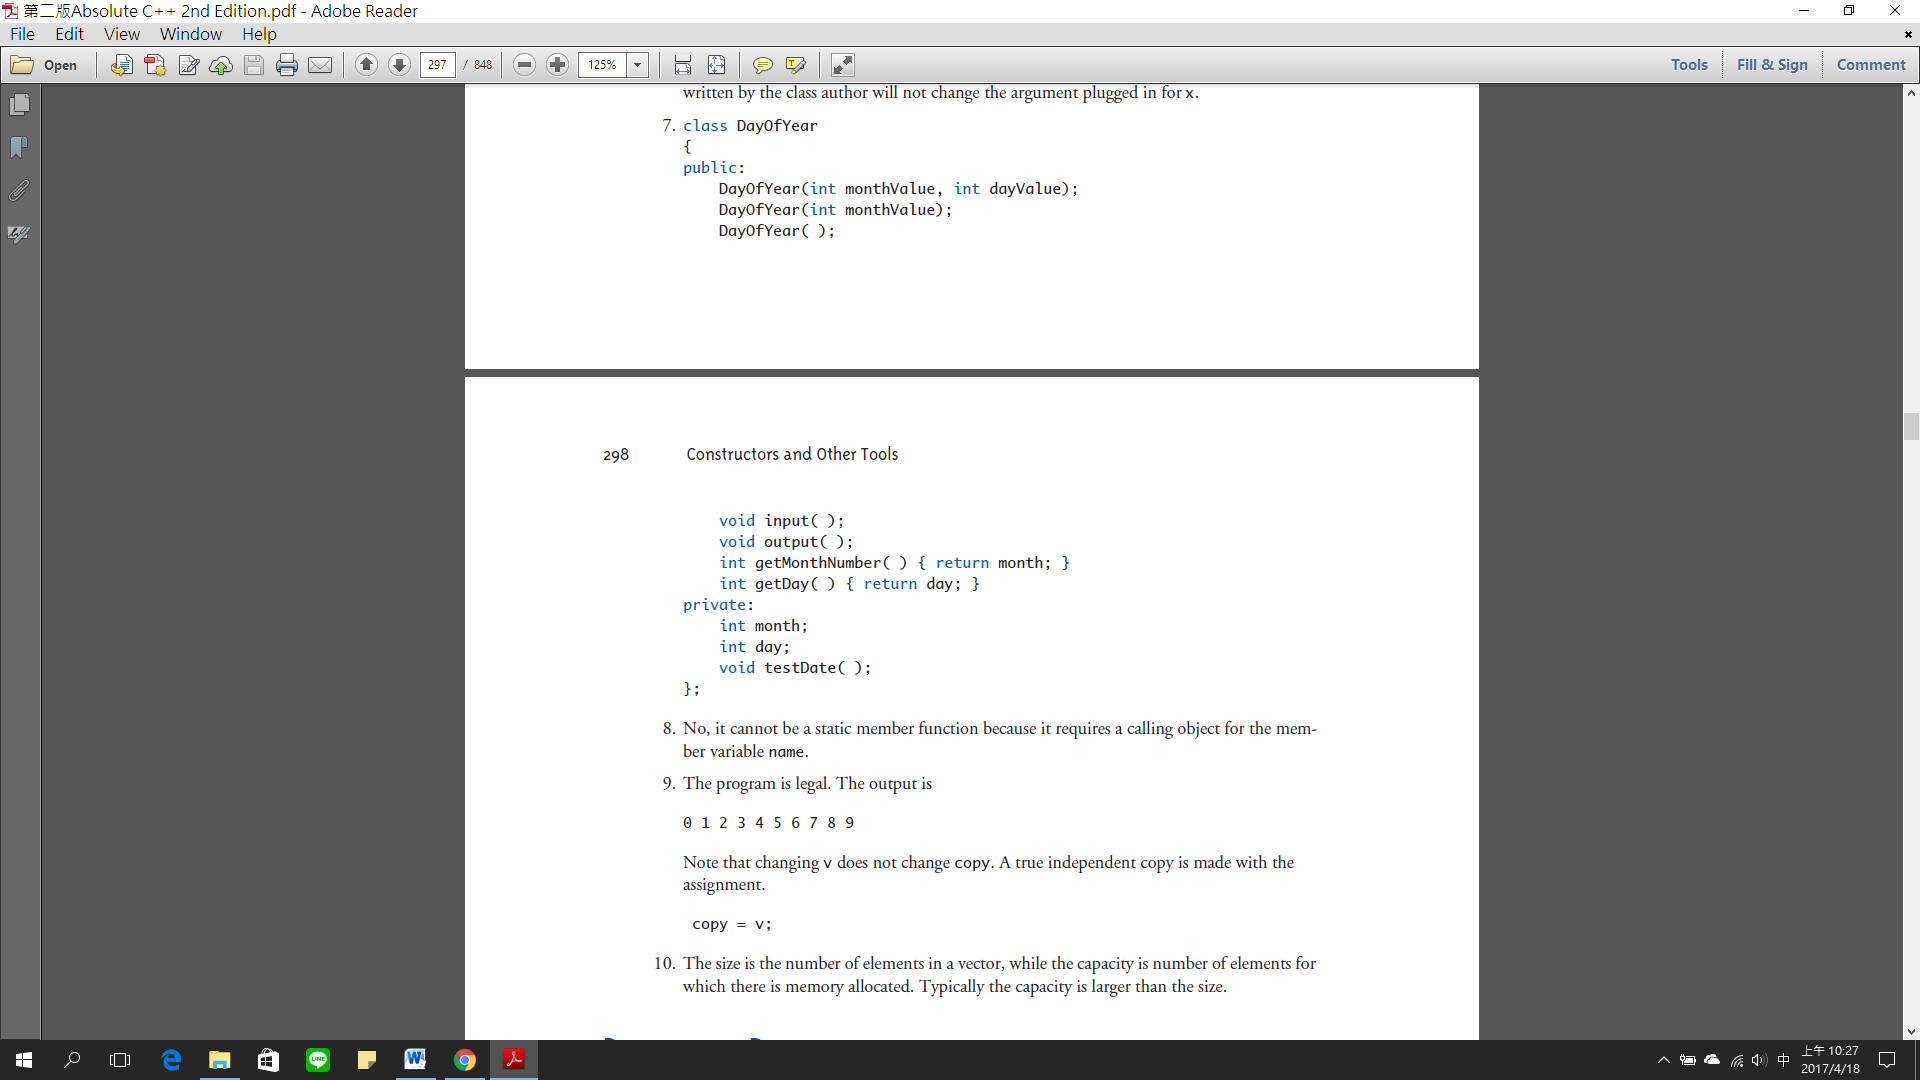 第二版Absolute C++ 2nd Edition.pdf - Adobe Reader
File Edit View Window Help
Open 297 / 848 125% Tools Fill & Sign Comment
written by the class author will not change the argument plugged in for x.
7. class DayOfYear
{
public:
DayOfYear(int monthValue, int dayValue);
DayOfYear(int monthValue);
DayOfYear( );
298 Constructors and Other Tools
void input( );
void output( );
int getMonthNumber( ) { return month; }
int getDay( ) { return day; }
private:
int month;
int day;
void testDate( );
};
8. No, it cannot be a static member function because it requires a calling object for the mem-
ber variable name.
9. The program is legal. The output is
0 1 2 3 4 5 6 7 8 9
Note that changing v does not change copy. A true independent copy is made with the
assignment.
copy = v;
10. The size is the number of elements in a vector, while the capacity is number of elements for
which there is memory allocated. Typically the capacity is larger than the size.
中 上午 10:27
2017/4/18